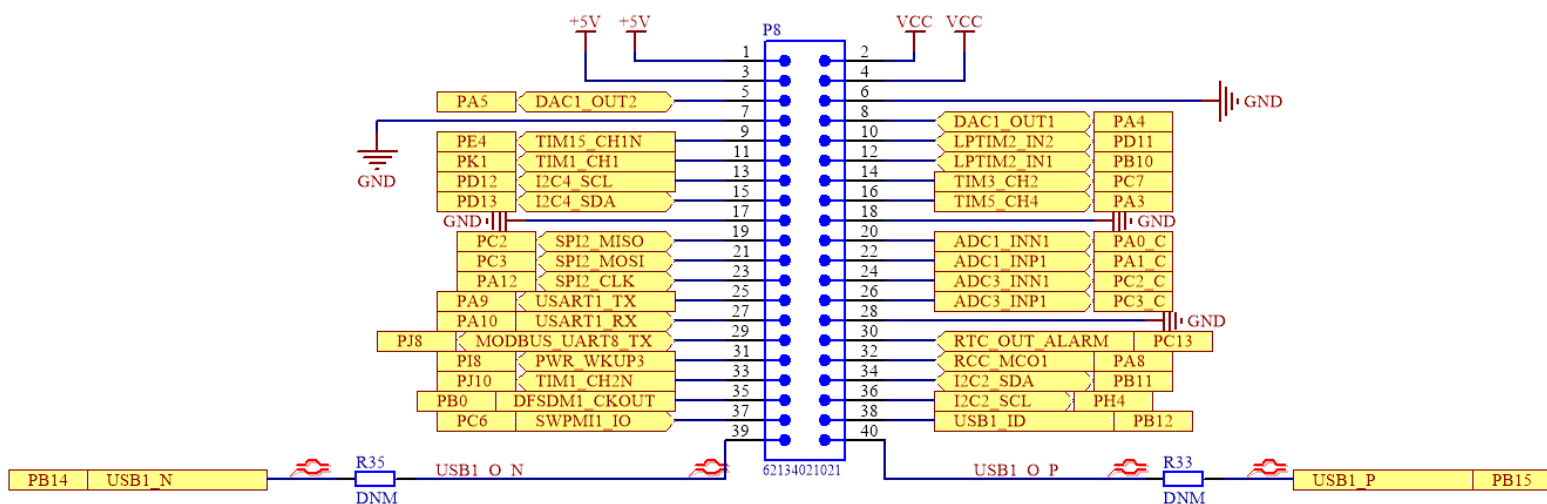 +5V +5V VCC VCC
P8
1 2
3 4
PA5 DAC1_OUT2 5 6 GND
7 8 DAC1_OUT1 PA4
PE4 TIM15_CH1N 9 10 LPTIM2_IN2 PD11
PK1 TIM1_CH1 11 12 LPTIM2_IN1 PB10
GND PD12 I2C4_SCL 13 14 TIM3_CH2 PC7
PD13 I2C4_SDA 15 16 TIM5_CH4 PA3
GND 17 18 GND
PC2 SPI2_MISO 19 20 ADC1_INN1 PA0_C
PC3 SPI2_MOSI 21 22 ADC1_INP1 PA1_C
PA12 SPI2_CLK 23 24 ADC3_INN1 PC2_C
PA9 USART1_TX 25 26 ADC3_INP1 PC3_C
PA10 USART1_RX 27 28 GND
PJ8 MODBUS_UART8_TX 29 30 RTC_OUT_ALARM PC13
PI8 PWR_WKUP3 31 32 RCC_MCO1 PA8
PJ10 TIM1_CH2N 33 34 I2C2_SDA PB11
PB0 DFSDM1_CKOUT 35 36 I2C2_SCL PH4
PC6 SWPMI1_IO 37 38 USB1_ID PB12
39 40
R35 USB1_O_N 62134021021 USB1_O_P R33
PB14 USB1_N USB1_P PB15
DNM DNM